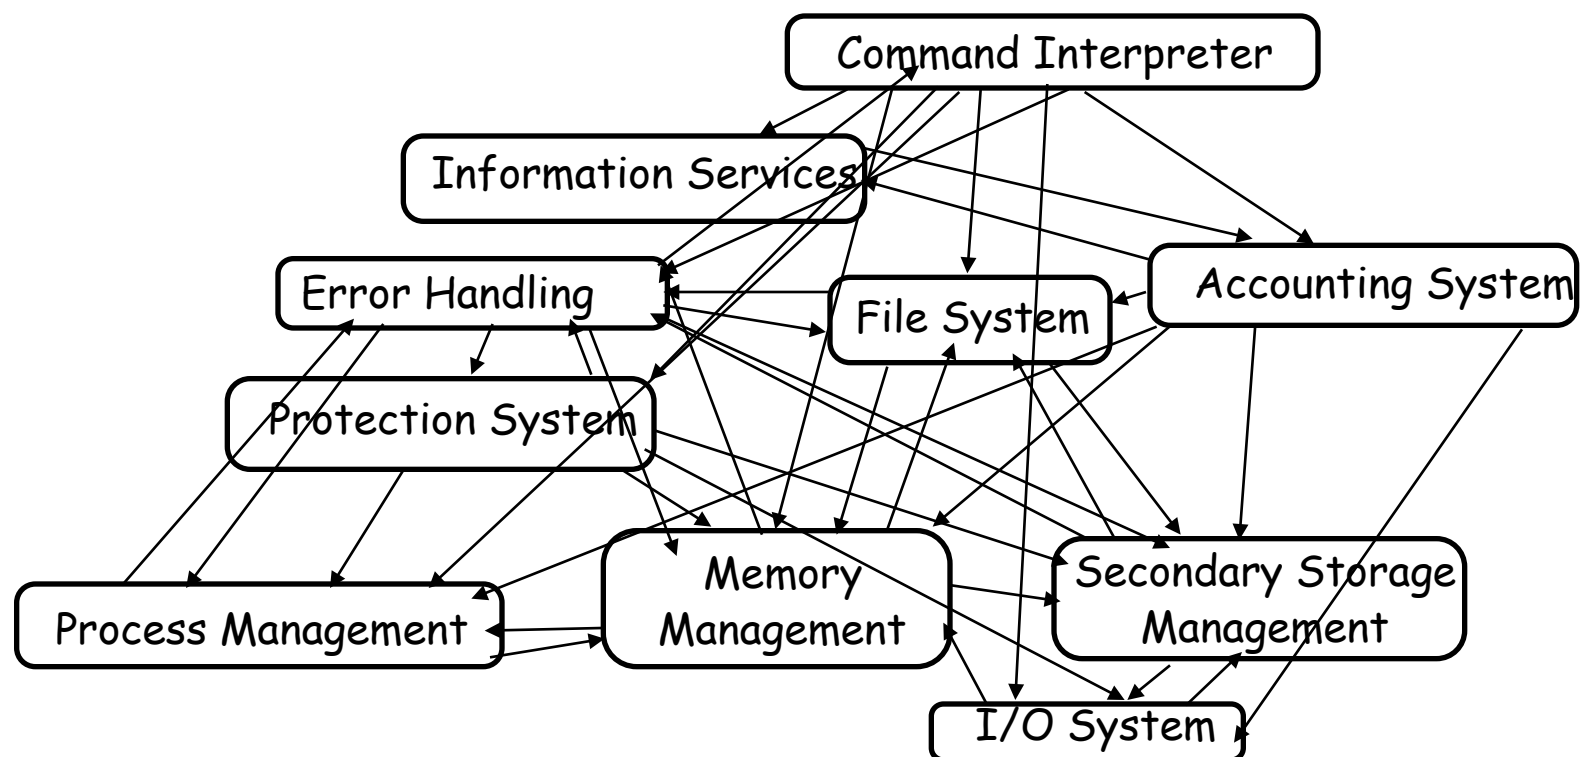 Command Interpreter
Information Services
Error Handling
File System
Accounting System
Protection System
Memory
Management
Secondary Storage
Management
Process Management
I/O System